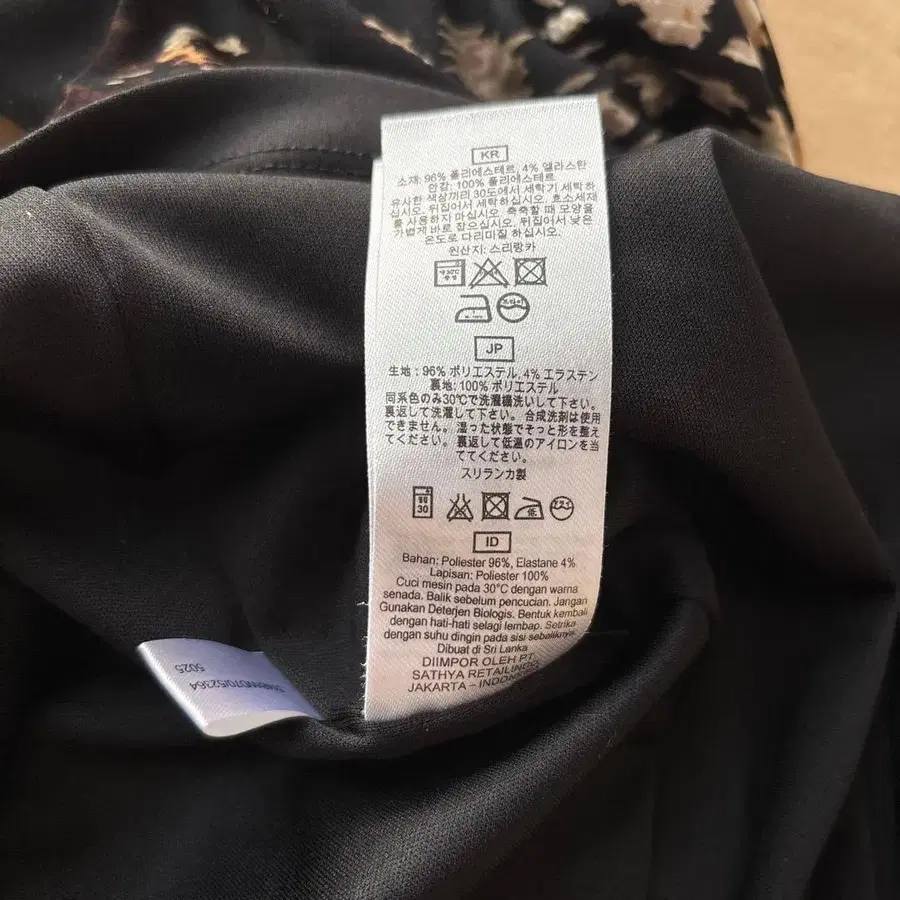 KR
소재: 96% 폴리에스테르, 4% 엘라스탄
안감: 100% 폴리에스테르
유사한 색상끼리 30도에서 세탁기 세탁하
십시오. 뒤집어서 세탁하십시오. 효소세제
를 사용하지 마십시오. 축축할 때 모양을
가볍게 바로 잡으십시오. 뒤집어서 낮은
온도로 다리미질 하십시오.
원산지: 스리랑카
JP
生地:96% ポリエステル, 4% エラステン
裏地: 100% ポリエステル
同系色のみ30℃で洗濯機洗いして下さい。
裏返して洗濯して下さい。合成洗剤は使用
できません。湿った状態でそっと形を整え
てください。裏返して低温のアイロンを当
ててください。
スリランカ製
30
低
ID
Bahan: Poliester 96%, Elastane 4%
Lapisan: Poliester 100%
Cuci mesin pada 30°C dengan warna
senada. Balik sebelum pencucian. Jangan
Gunakan Deterjen Biologis. Bentuk kembali
dengan hati-hati selagi lembap. Setrika
dengan suhu dingin pada sisi sebaliknya.
Dibuat di Sri Lanka
DIIMPOR OLEH PT.
SATHYA RETAILINDO
JAKARTA –
5025